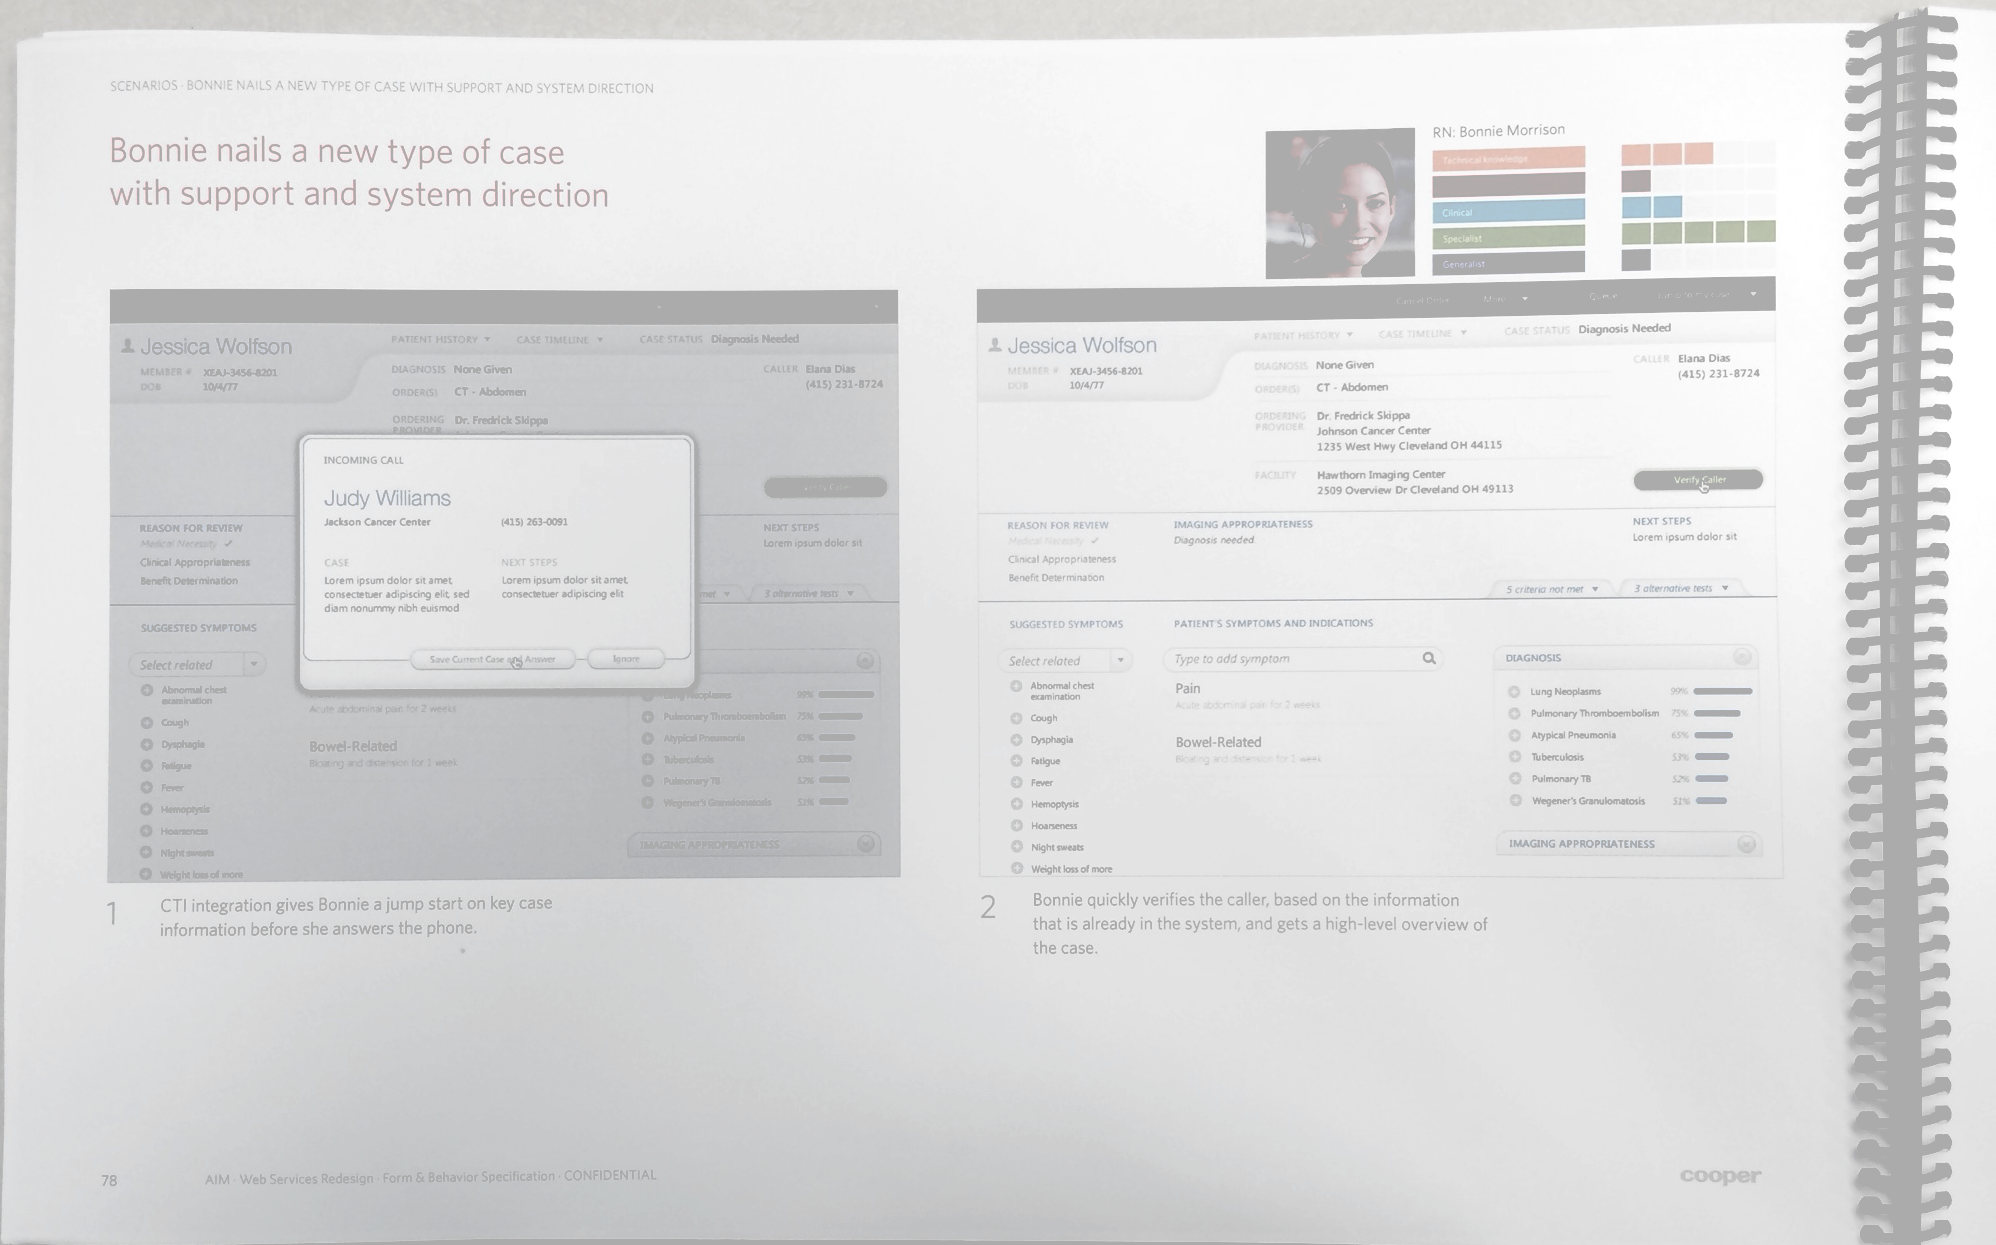 SCENARIOS · BONNIE NAILS A NEW TYPE OF CASE WITH SUPPORT AND SYSTEM DIRECTION
Bonnie nails a new type of case
with support and system direction
RN: Bonnie Morrison
Technical knowledge
Clinical
Specialist
Generalist
Jessica Wolfson
MEMBER # XEAJ-3456-8201
DOB 10/4/77
PATIENT HISTORY
CASE TIMELINE
CASE STATUS Diagnosis Needed
DIAGNOSIS None Given
ORDER(S) CT - Abdomen
ORDERING Dr. Fredrick Skippa
PROVIDER
CALLER Elana Dias
(415) 231-8724
INCOMING CALL
Judy Williams
Jackson Cancer Center (415) 263-0091
CASE
Lorem ipsum dolor sit amet,
consectetuer adipiscing elit, sed
diam nonummy nibh euismod
NEXT STEPS
Lorem ipsum dolor sit amet,
consectetuer adipiscing elit
Save Current Case and Answer
Ignore
REASON FOR REVIEW
Medical Necessity
Clinical Appropriateness
Benefit Determination
NEXT STEPS
Lorem ipsum dolor sit
met
3 alternative tests
SUGGESTED SYMPTOMS
Select related
Abnormal chest
examination
Cough
Dysphagia
Fatigue
Fever
Hemoptysis
Hoarseness
Night sweats
Weight loss of more
Acute abdominal pain for 2 weeks
Bowel-Related
Bloating and distension for 1 week
Lung Neoplasms 99%
Pulmonary Thromboembolism 75%
Atypical Pneumonia 65%
Tuberculosis 53%
Pulmonary TB 52%
Wegener's Granulomatosis 51%
IMAGING APPROPRIATENESS
1
CTI integration gives Bonnie a jump start on key case
information before she answers the phone.
Cancel Order
More
Queue
Jessica Wolfson
MEMBER # XEAJ-3456-8201
DOB 10/4/77
PATIENT HISTORY
CASE TIMELINE
CASE STATUS Diagnosis Needed
DIAGNOSIS None Given
ORDER(S) CT - Abdomen
ORDERING Dr. Fredrick Skippa
PROVIDER Johnson Cancer Center
1235 West Hwy Cleveland OH 44115
FACILITY Hawthorn Imaging Center
2509 Overview Dr Cleveland OH 49113
CALLER Elana Dias
(415) 231-8724
Verify Caller
REASON FOR REVIEW
Medical Necessity
Clinical Appropriateness
Benefit Determination
IMAGING APPROPRIATENESS
Diagnosis needed.
NEXT STEPS
Lorem ipsum dolor sit
5 criteria not met
3 alternative tests
SUGGESTED SYMPTOMS
Select related
Abnormal chest
examination
Cough
Dysphagia
Fatigue
Fever
Hemoptysis
Hoarseness
Night sweats
Weight loss of more
PATIENT'S SYMPTOMS AND INDICATIONS
Type to add symptom
Pain
Acute abdominal pain for 2 weeks
Bowel-Related
Bloating and distension for 1 week
DIAGNOSIS
Lung Neoplasms 99%
Pulmonary Thromboembolism 75%
Atypical Pneumonia 65%
Tuberculosis 53%
Pulmonary TB 52%
Wegener's Granulomatosis 51%
IMAGING APPROPRIATENESS
2
Bonnie quickly verifies the caller, based on the information
that is already in the system, and gets a high-level overview of
the case.
78
AIM · Web Services Redesign · Form & Behavior Specification · CONFIDENTIAL
cooper